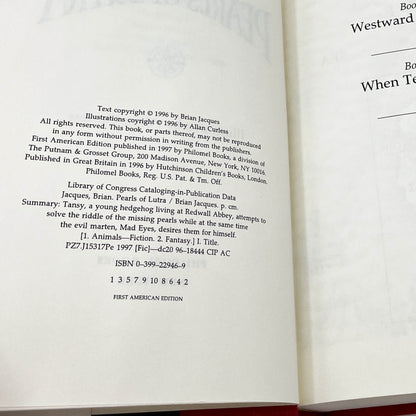 Text copyright © 1996 by Brian Jacques
Illustrations coyright © 1996 by Allan Curless
All rights reserved. This book, or parts thereof, may not be reproduced
in any form without permission in writing from the publishers.
First American Edition published in 1997 by Philomel Books, a division of
The Putnam & Grosset Group, 200 Madison Avenue, New York, NY 10016.
Published in Great Britain in 1996 by Hutchinson Children's Books, London.
Philomel Books, Reg. U.S. Pat. & Tm. Off.
Library of Congress Cataloging-in-Publication Data
Jacques, Brian. Pearls of Lutra / Brian Jacques. p. cm.
Summary: Tansy, a young hedgehog living at Redwall Abbey, attempts to
solve the riddle of the missing pearls while at the same time
the evil marten, Mad Eyes, desires them for himself.
[1. Animals—Fiction. 2. Fantasy.] I. Title.
PZ7.J15317Pe 1997 [Fic]—dc20 96-18448 CIP AC
ISBN 0-399-22946-9
1 3 5 7 9 10 8 6 4 2
FIRST AMERICAN EDITION
Boo
Westward
Bo
When Te